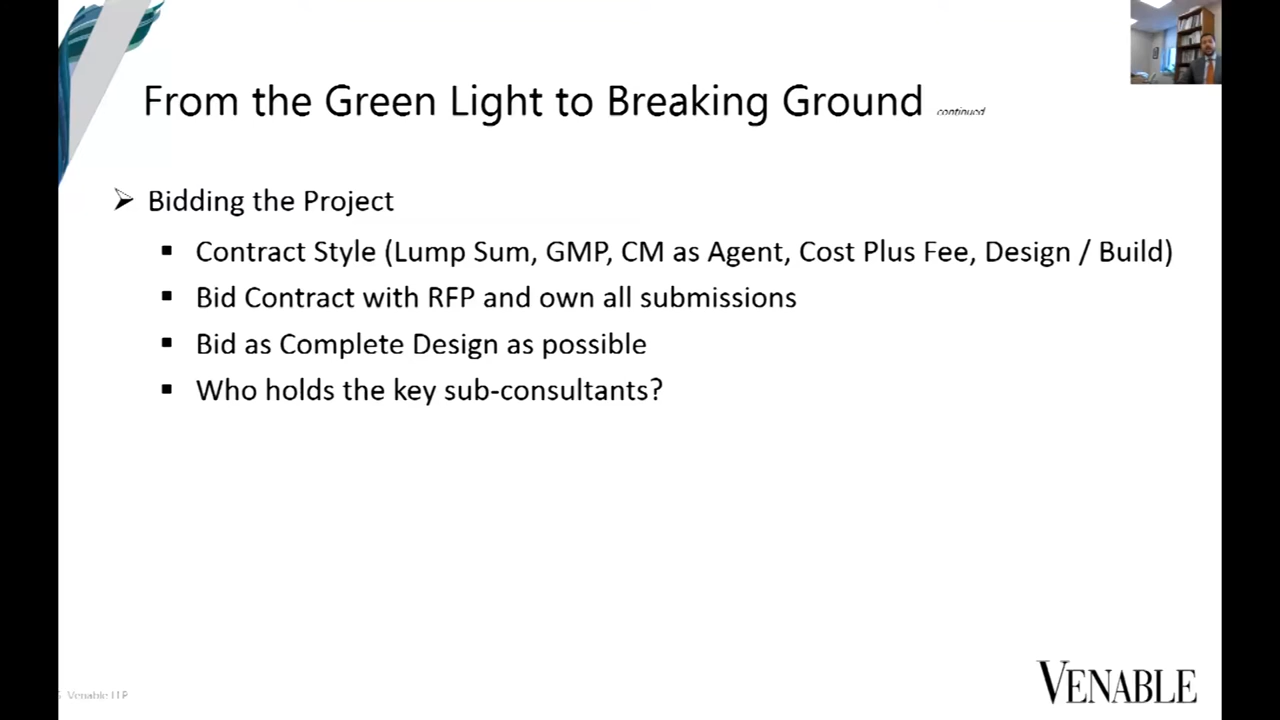 From the Green Light to Breaking Ground continued
Bidding the Project
Contract Style (Lump Sum, GMP, CM as Agent, Cost Plus Fee, Design / Build)
Bid Contract with RFP and own all submissions
Bid as Complete Design as possible
Who holds the key sub-consultants?
Venable LLP
VENABLE